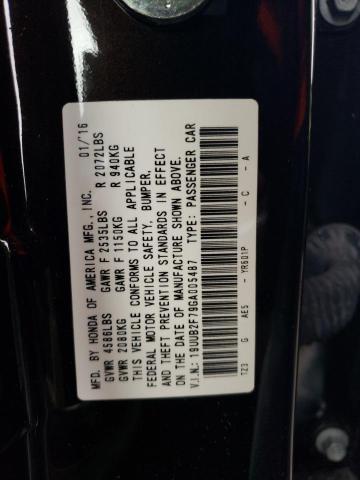 MFD. BY HONDA OF AMERICA MFG., INC. 01/'16
GVWR 4586LBS GAWR F 2535LBS R 2072LBS
GVWR 2080KG GAWR F 1150KG R 940KG
THIS VEHICLE CONFORMS TO ALL APPLICABLE
FEDERAL MOTOR VEHICLE SAFETY, BUMPER,
AND THEFT PREVENTION STANDARDS IN EFFECT
ON THE DATE OF MANUFACTURE SHOWN ABOVE.
V.I.N.: 19UUB2F79GA005487 TYPE: PASSENGER CAR
TZ3 G AE5 - YR601P - C - A